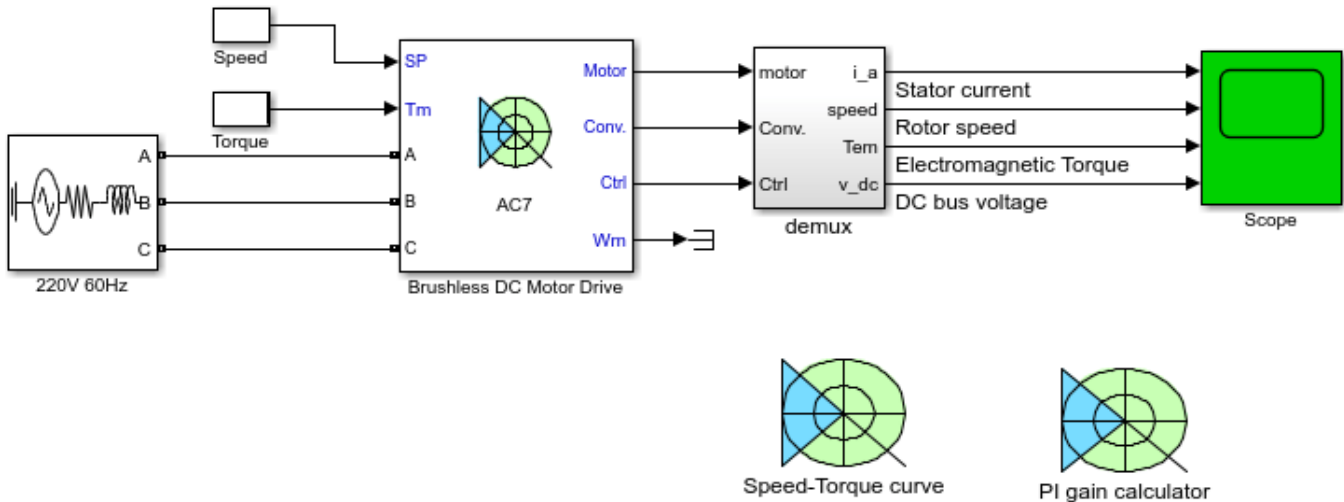 Speed
Torque
A
B
C
220V 60Hz
SP
Tm
A
B
C
AC7
Motor
Conv.
Ctrl
Wm
Brushless DC Motor Drive
motor
Conv.
Ctrl
i_a
speed
Tem
v_dc
demux
Stator current
Rotor speed
Electromagnetic Torque
DC bus voltage
Scope
Speed-Torque curve
PI gain calculator